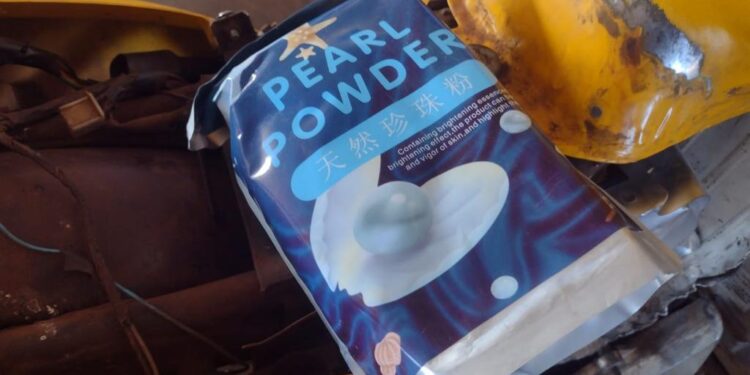 PEARL
POWDER
天然珍珠粉
Containing brightening essence
brightening effect, the product can
and vigor of skin, and highlight the